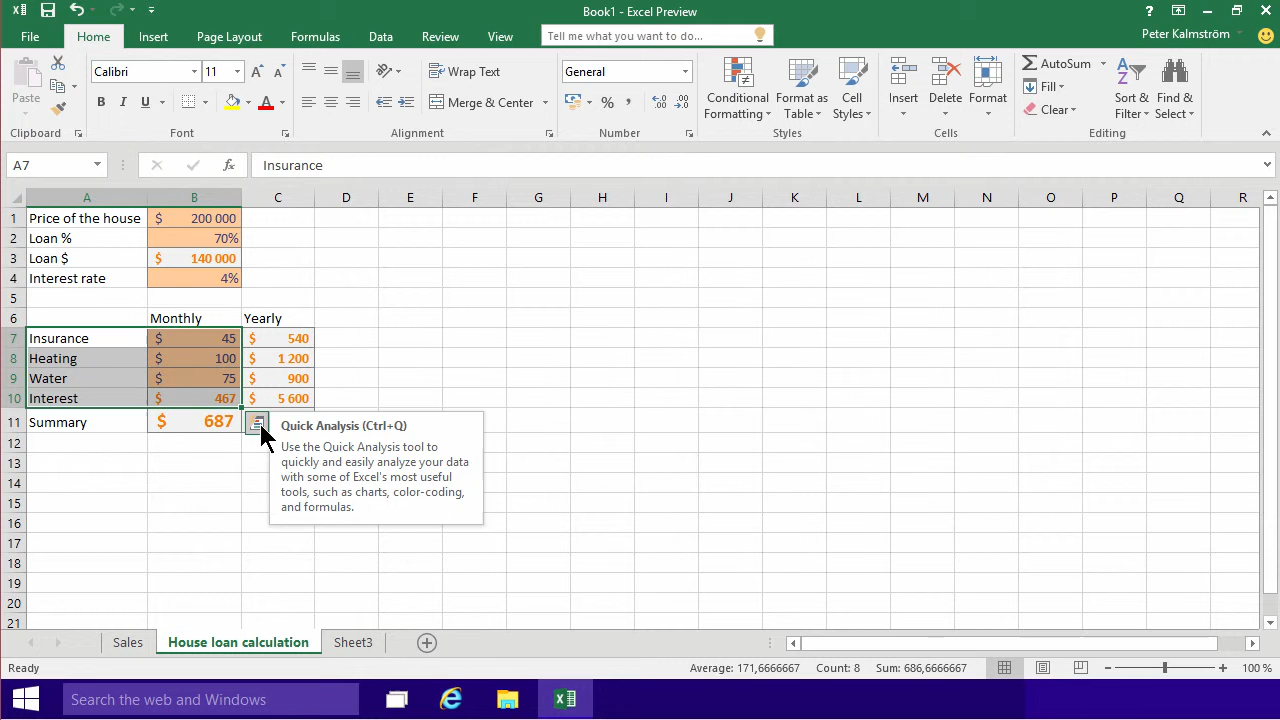 Book1 - Excel Preview
File Home Insert Page Layout Formulas Data Review View Tell me what you want to do... Peter Kalmström
Paste Calibri 11 B I U Wrap Text Merge & Center General % , Conditional Formatting Format as Table Cell Styles Insert Delete Format AutoSum Fill Clear Sort & Filter Find & Select
Clipboard Font Alignment Number Styles Cells Editing
A7 fx Insurance
A B C D E F G H I J K L M N O P Q R
1 Price of the house $ 200 000
2 Loan % 70%
3 Loan $ $ 140 000
4 Interest rate 4%
5
6 Monthly Yearly
7 Insurance $ 45 $ 540
8 Heating $ 100 $ 1 200
9 Water $ 75 $ 900
10 Interest $ 467 $ 5 600
11 Summary $ 687
Quick Analysis (Ctrl+Q)
Use the Quick Analysis tool to
quickly and easily analyze your data
with some of Excel's most useful
tools, such as charts, color-coding,
and formulas.
12
13
14
15
16
17
18
19
20
21
Sales House loan calculation Sheet3
Ready Average: 171,6666667 Count: 8 Sum: 686,6666667 100 %
Search the web and Windows